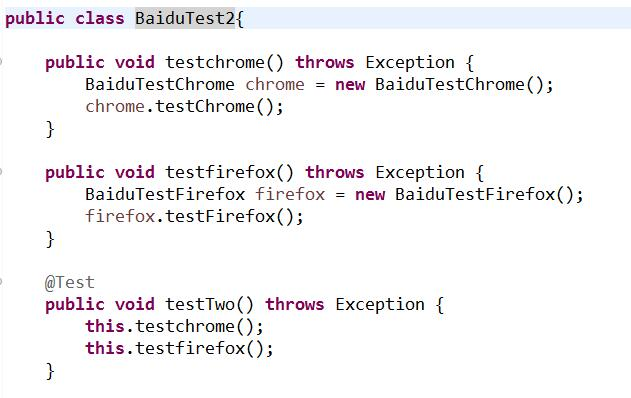 public class BaiduTest2{
public void testchrome() throws Exception {
BaiduTestChrome chrome = new BaiduTestChrome();
chrome.testChrome();
}
public void testfirefox() throws Exception {
BaiduTestFirefox firefox = new BaiduTestFirefox();
firefox.testFirefox();
}
@Test
public void testTwo() throws Exception {
this.testchrome();
this.testfirefox();
}